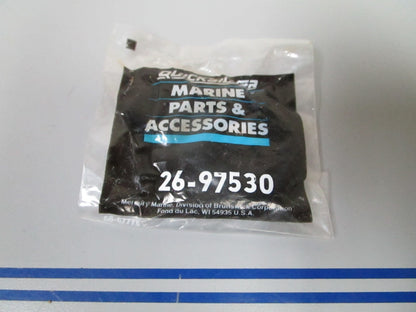 QUICKSILVER
MARINE
PARTS &
ACCESSORIES
26-97530
Mercury Marine, Division of Brunswick Corporation
Fond du Lac, WI 54935 U.S.A.